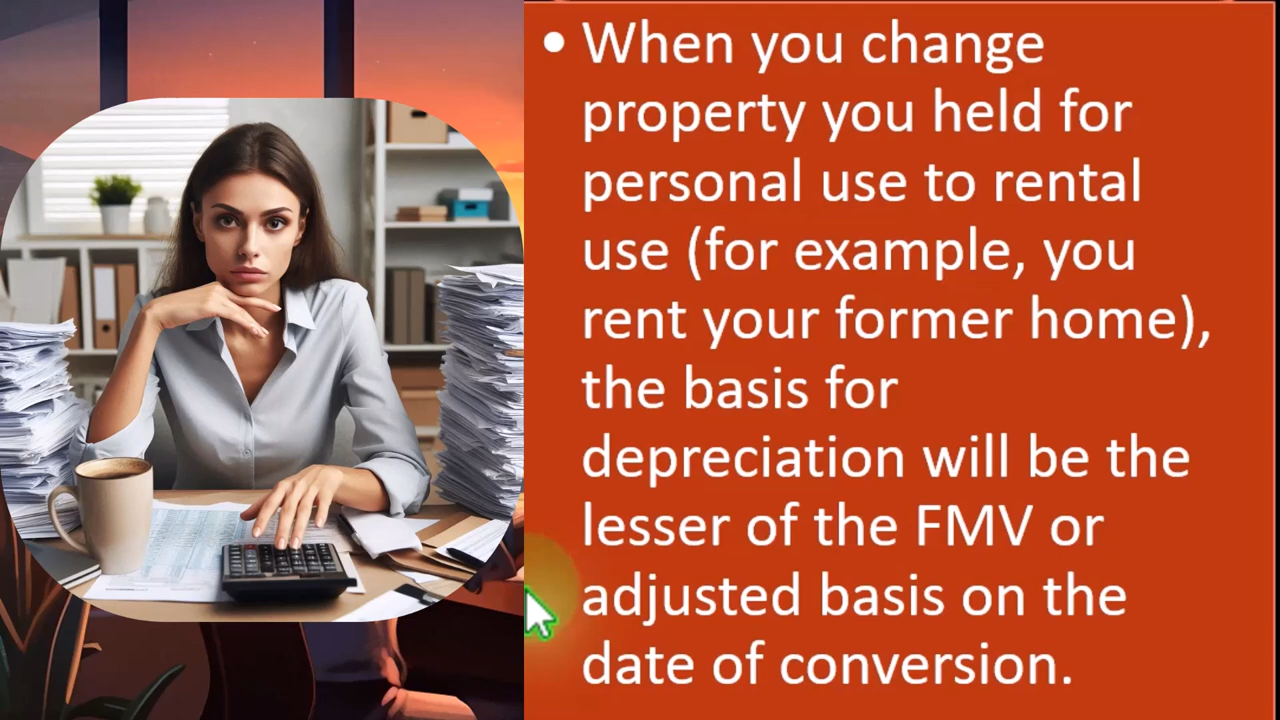 • When you change
property you held for
personal use to rental
use (for example, you
rent your former home),
the basis for
depreciation will be the
lesser of the FMV or
adjusted basis on the
date of conversion.